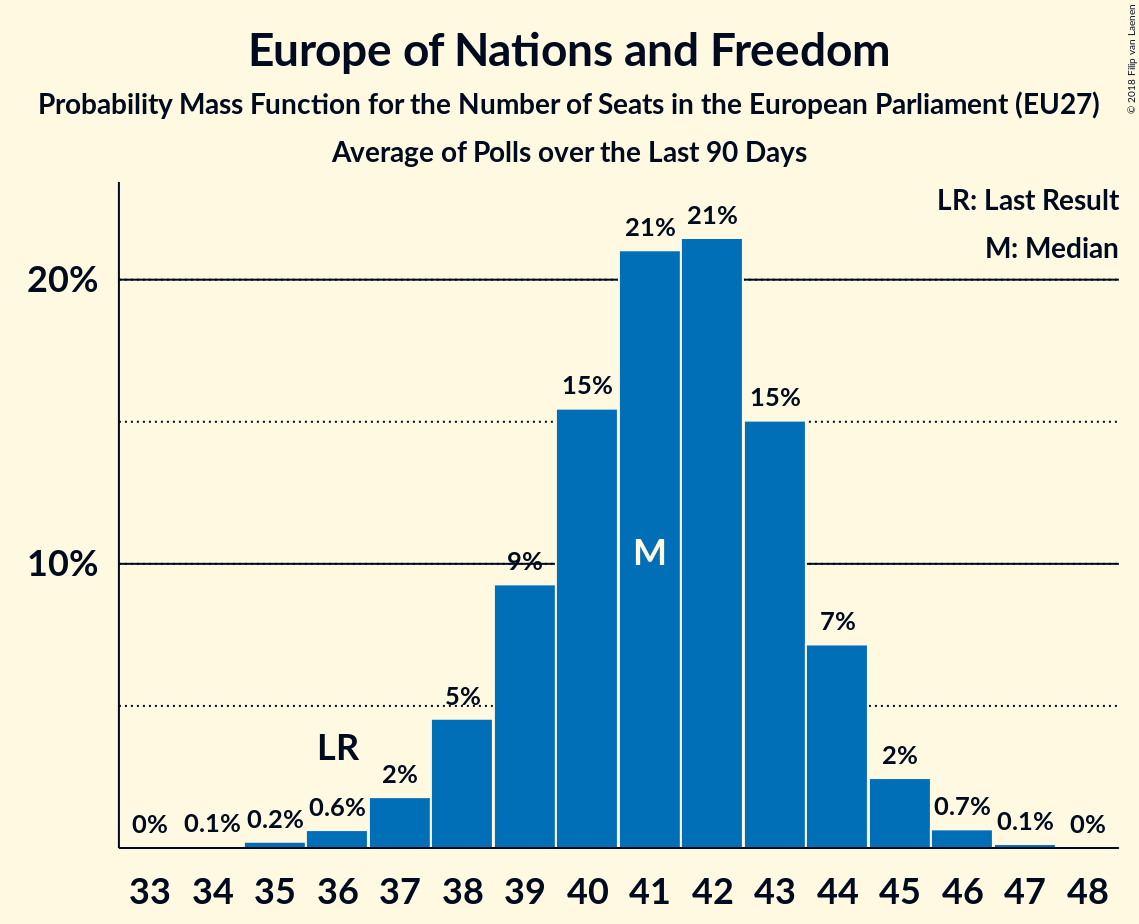 Europe of Nations and Freedom
Probability Mass Function for the Number of Seats in the European Parliament (EU27)
Average of Polls over the Last 90 Days
© 2018 Filip van Laenen
LR: Last Result
M: Median
20%
10%
0%
0.1%
0.2%
0.6%
2%
5%
9%
15%
21%
21%
15%
7%
2%
0.7%
0.1%
0%
LR
M
33 34 35 36 37 38 39 40 41 42 43 44 45 46 47 48